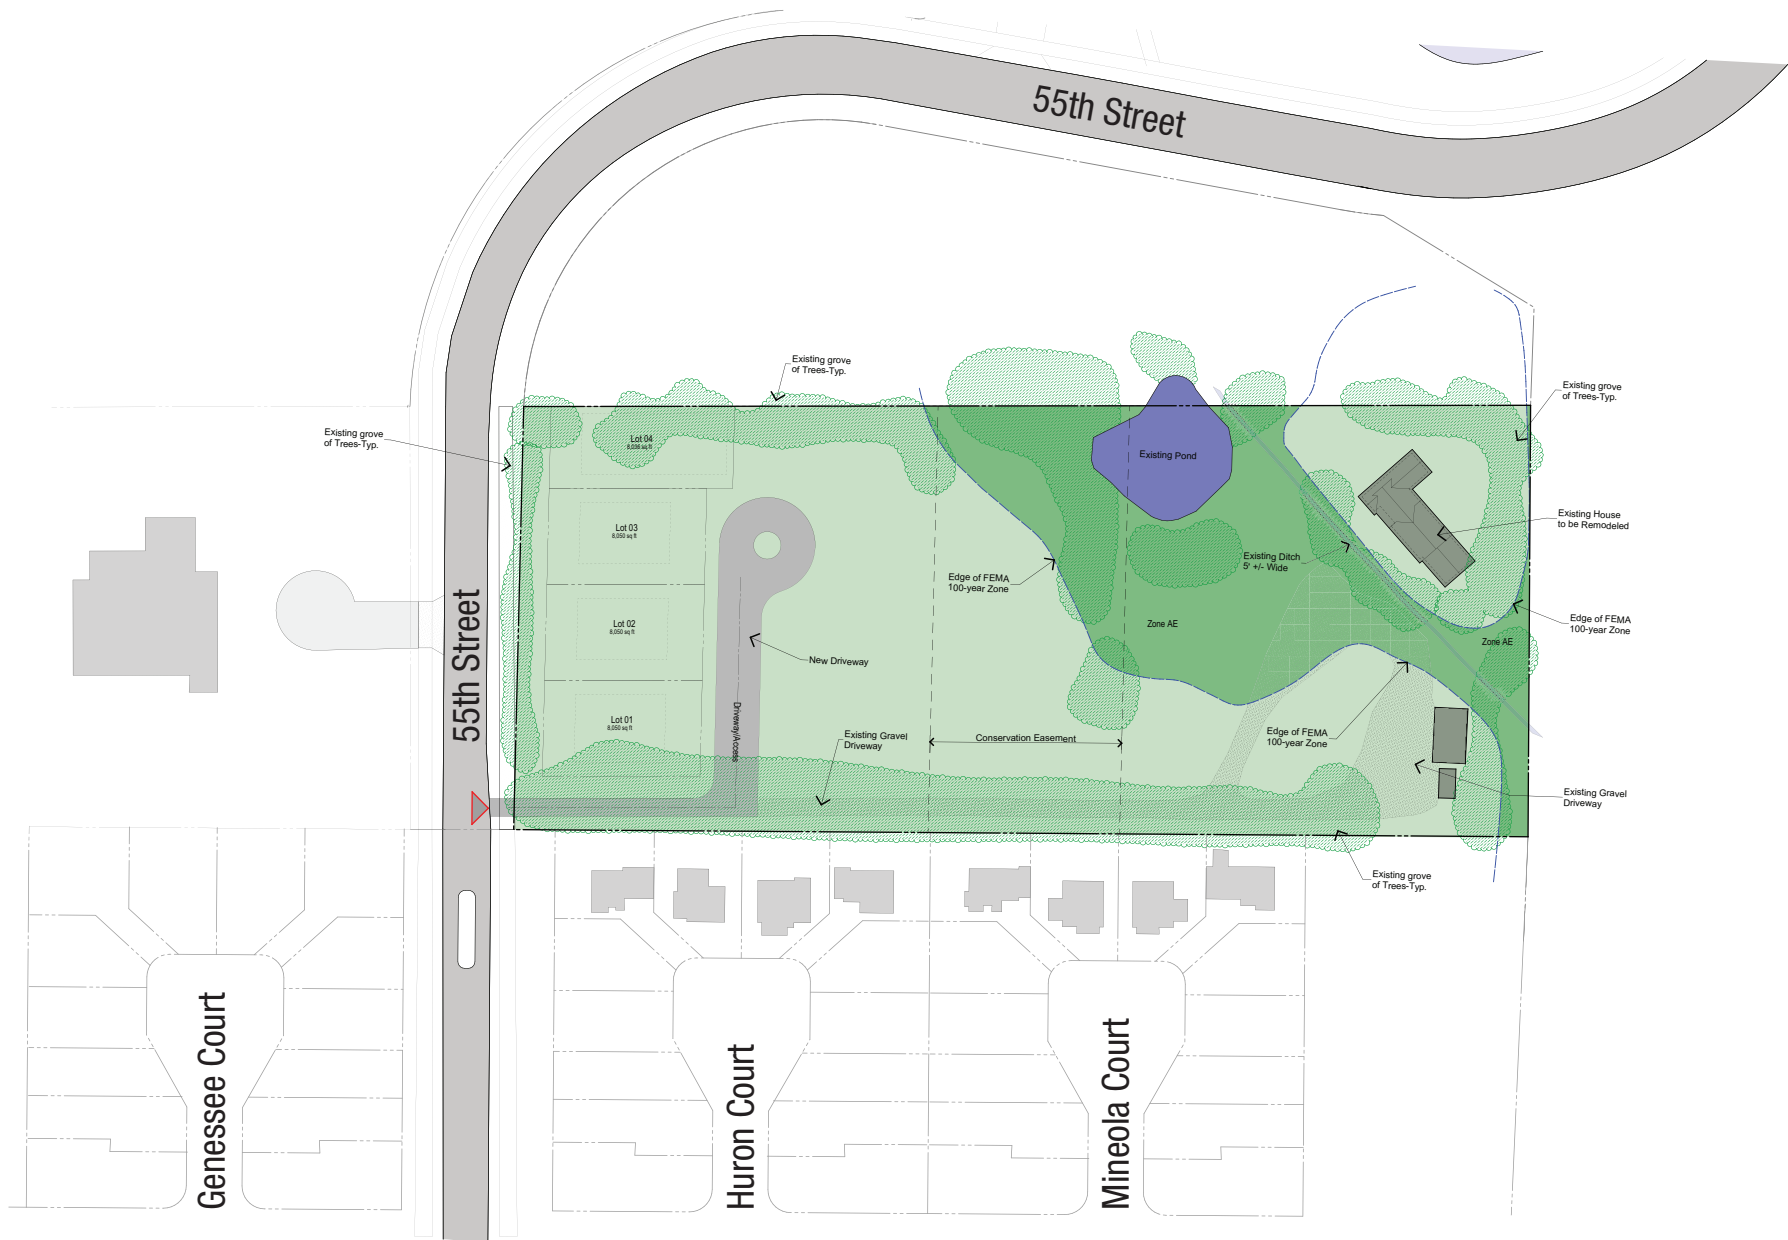 55th Street
Existing grove
of Trees-Typ.
Existing grove
of Trees-Typ.
Existing grove
of Trees-Typ.
Lot 04
8,036 sq ft
Existing Pond
Lot 03
8,050 sq ft
Existing House
to be Remodeled
Existing Ditch
5' +/- Wide
Edge of FEMA
100-year Zone
Lot 02
8,050 sq ft
Zone AE
Edge of FEMA
100-year Zone
Zone AE
New Driveway
55th Street
Lot 01
8,050 sq ft
Driveway/Access
Existing Gravel
Driveway
Conservation Easement
Edge of FEMA
100-year Zone
Existing Gravel
Driveway
Existing grove
of Trees-Typ.
Genessee Court
Huron Court
Mineola Court